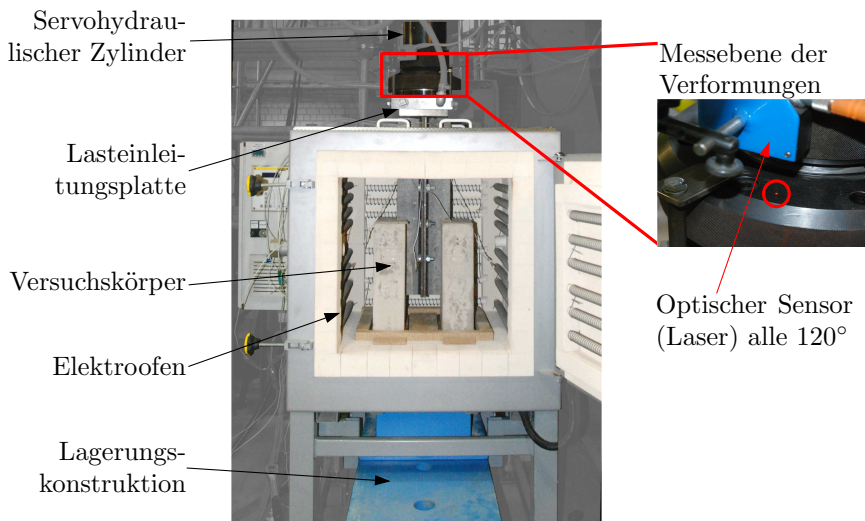 Servohydrau-
lischer Zylinder
Lasteinlei-
tungsplatte
Versuchskörper
Elektroofen
Lagerungs-
konstruktion
Messebene der
Verformungen
Optischer Sensor
(Laser) alle 120°